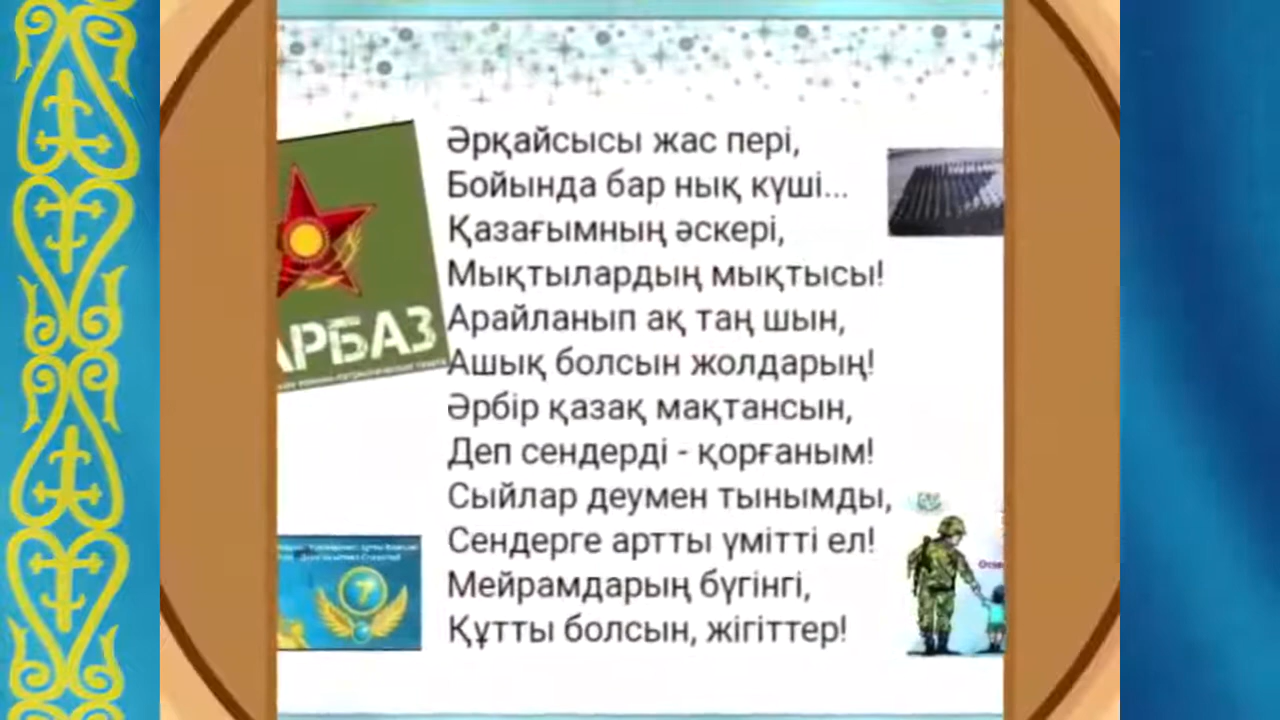 Әрқайсысы жас пері,
Бойында бар нық күші...
Қазағымның әскері,
Мықтылардың мықтысы!
Арайланып ақ таң шын,
Ашық болсын жолдарың!
Әрбір қазақ мақтансын,
Деп сендерді - қорғаным!
Сыйлар деумен тынымды,
Сендерге артты үмітті ел!
Мейрамдарың бүгінгі,
Құтты болсын, жігіттер!
АРБАЗ
7